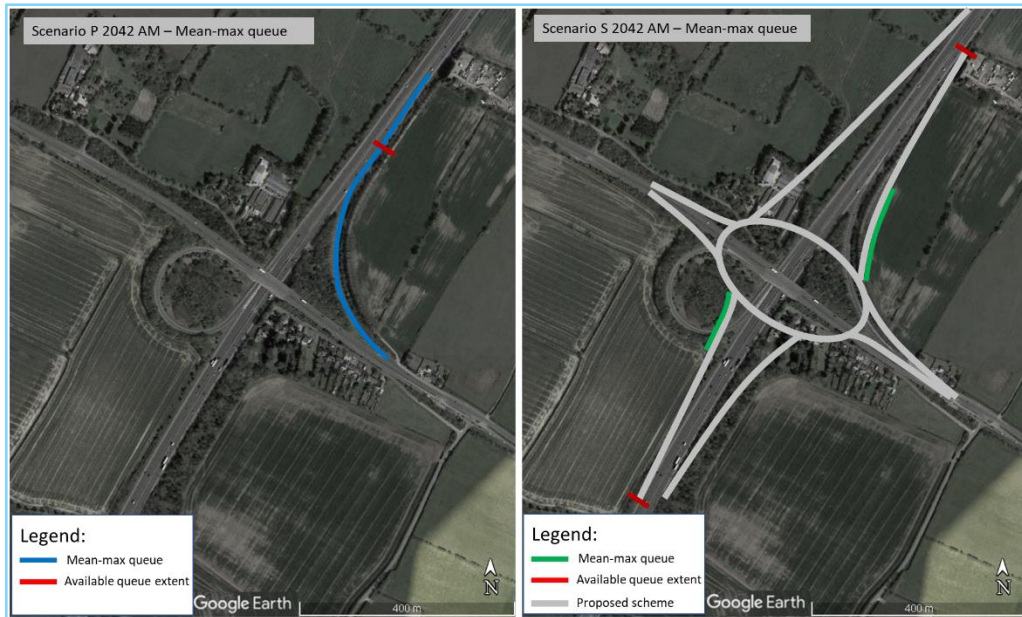 Scenario P 2042 AM – Mean-max queue
Legend:
Mean-max queue
Available queue extent
Google Earth
400 m
N
Scenario S 2042 AM – Mean-max queue
Legend:
Mean-max queue
Available queue extent
Proposed scheme
Google Earth
400 m
N